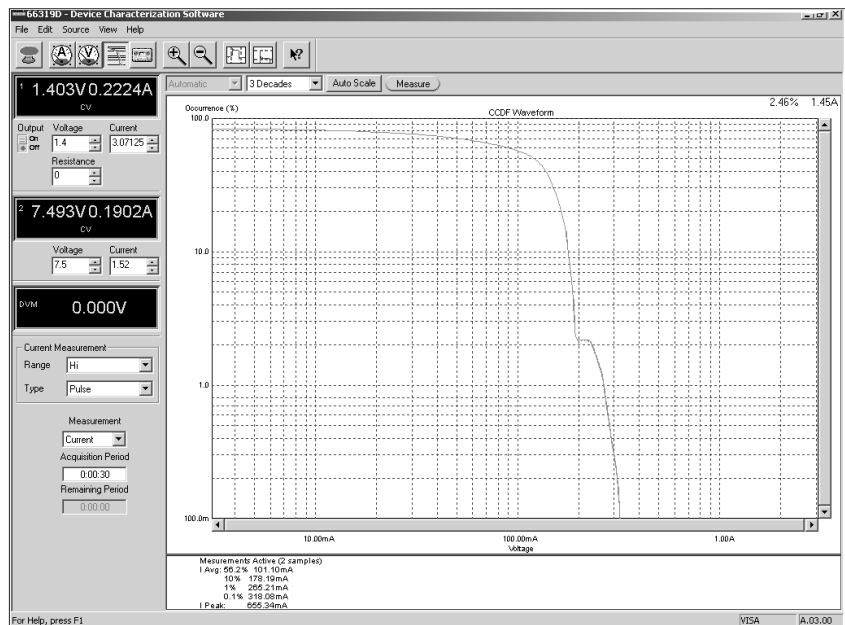 66319D - Device Characterization Software
File Edit Source View Help
1 1.403V 0.2224A
CV
Output Voltage Current
On
Off
1.4 3.07125
Resistance
0
2 7.493V 0.1902A
CV
Voltage Current
7.5 1.52
DVM 0.000V
Current Measurement
Range Hi
Type Pulse
Measurement
Current
Acquisition Period
0:00:30
Remaining Period
0:00:00
Automatic 3 Decades Auto Scale Measure
2.46% 1.45A
Occurrence (%)
CCDF Waveform
100.0
10.0
1.0
100.0m
10.00mA 100.00mA 1.00A
Voltage
Mesurements Active (2 samples)
I Avg: 56.2% 101.10mA
10% 178.19mA
1% 265.21mA
0.1% 318.08mA
I Peak: 655.34mA
For Help, press F1
VISA A.03.00